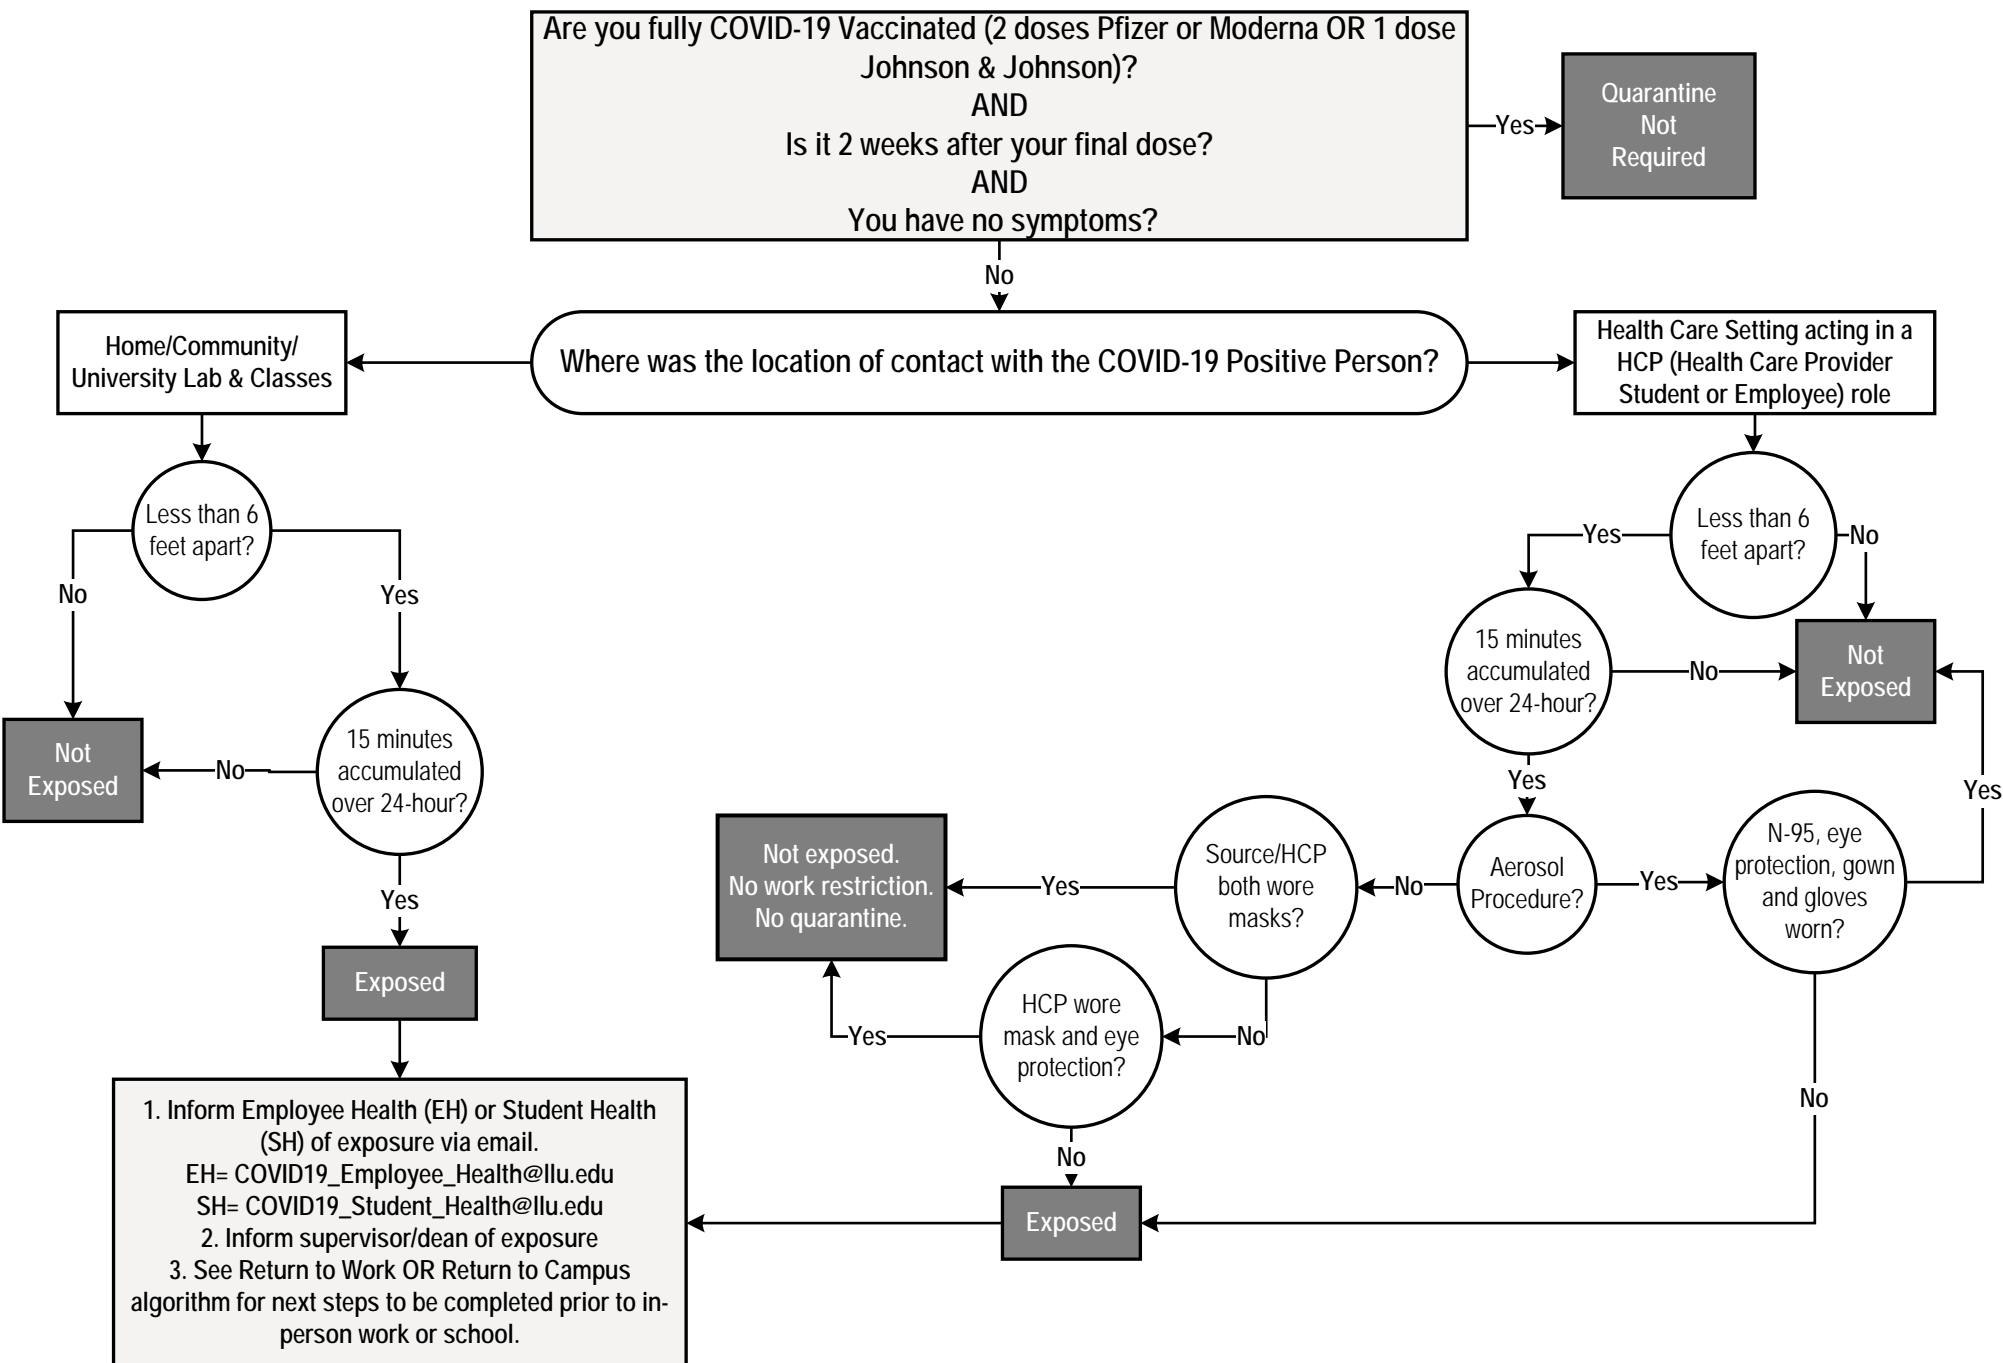 Are you fully COVID-19 Vaccinated (2 doses Pfizer or Moderna OR 1 dose
Johnson & Johnson)?
AND
Is it 2 weeks after your final dose?
AND
You have no symptoms?
Yes
Quarantine
Not
Required
No
Home/Community/
University Lab & Classes
Where was the location of contact with the COVID-19 Positive Person?
Health Care Setting acting in a
HCP (Health Care Provider
Student or Employee) role
Less than 6
feet apart?
No
Yes
Not
Exposed
No
15 minutes
accumulated
over 24-hour?
Yes
Exposed
Less than 6
feet apart?
Yes
No
15 minutes
accumulated
over 24-hour?
No
Not
Exposed
Yes
Yes
Aerosol
Procedure?
Yes
N-95, eye
protection, gown
and gloves
worn?
No
Source/HCP
both wore
masks?
Yes
Not exposed.
No work restriction.
No quarantine.
No
HCP wore
mask and eye
protection?
Yes
No
No
Exposed
1. Inform Employee Health (EH) or Student Health
(SH) of exposure via email.
EH= COVID19_Employee_Health@llu.edu
SH= COVID19_Student_Health@llu.edu
2. Inform supervisor/dean of exposure
3. See Return to Work OR Return to Campus
algorithm for next steps to be completed prior to in-
person work or school.